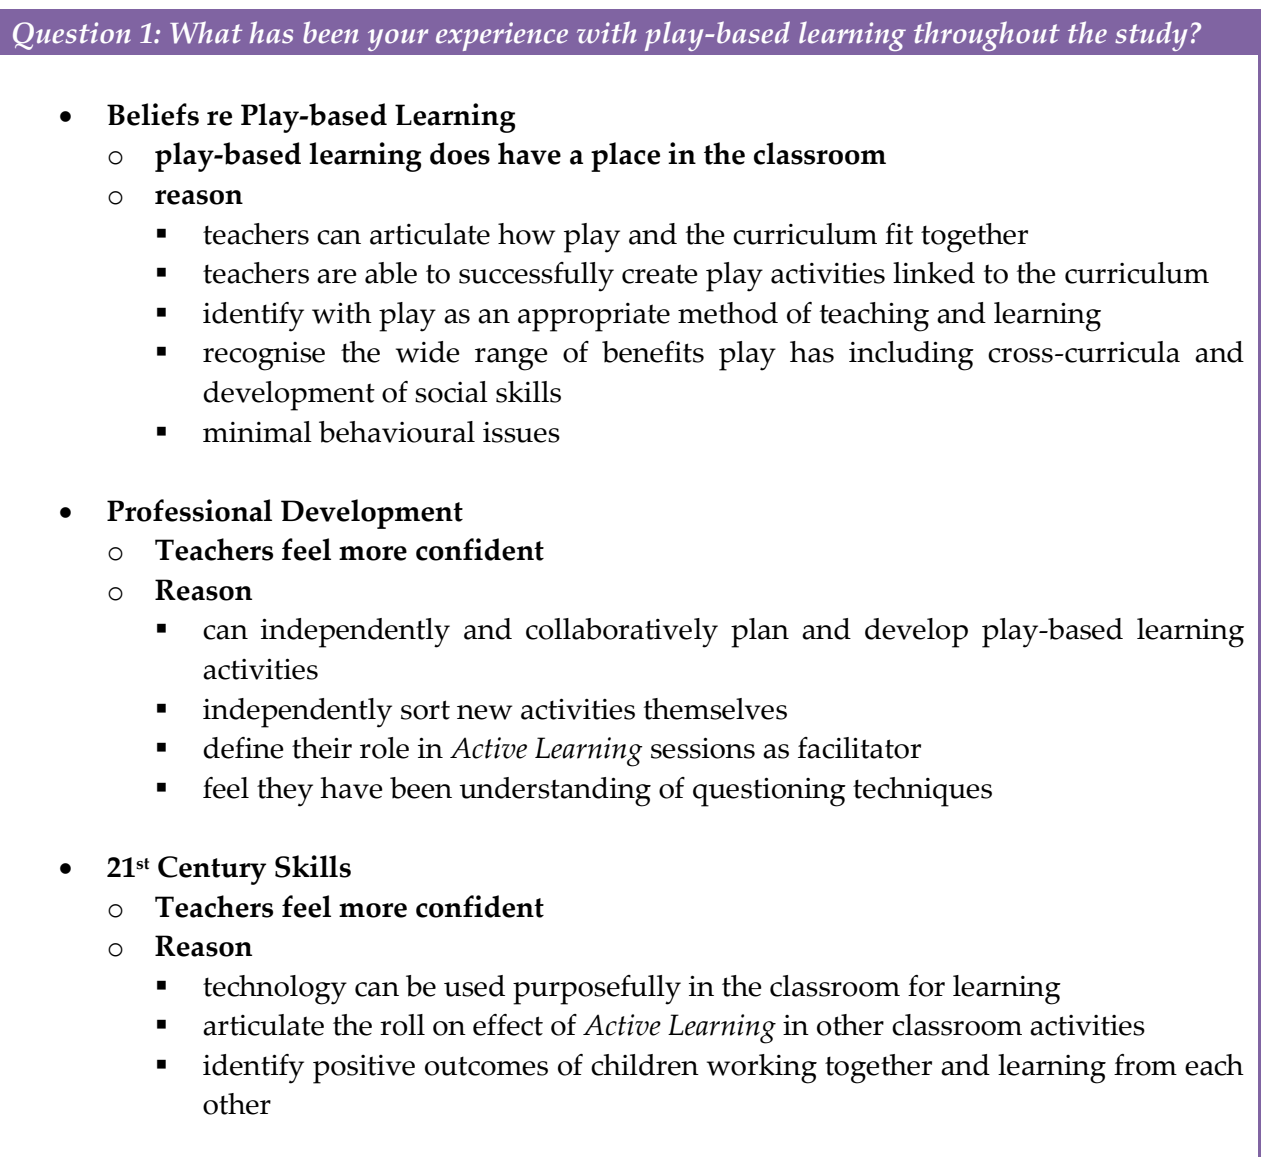 Question 1: What has been your experience with play-based learning throughout the study?
• Beliefs re Play-based Learning
o play-based learning does have a place in the classroom
o reason
▪ teachers can articulate how play and the curriculum fit together
▪ teachers are able to successfully create play activities linked to the curriculum
▪ identify with play as an appropriate method of teaching and learning
▪ recognise the wide range of benefits play has including cross-curricula and
development of social skills
▪ minimal behavioural issues
• Professional Development
o Teachers feel more confident
o Reason
▪ can independently and collaboratively plan and develop play-based learning
activities
▪ independently sort new activities themselves
▪ define their role in Active Learning sessions as facilitator
▪ feel they have been understanding of questioning techniques
• 21st Century Skills
o Teachers feel more confident
o Reason
▪ technology can be used purposefully in the classroom for learning
▪ articulate the roll on effect of Active Learning in other classroom activities
▪ identify positive outcomes of children working together and learning from each
other